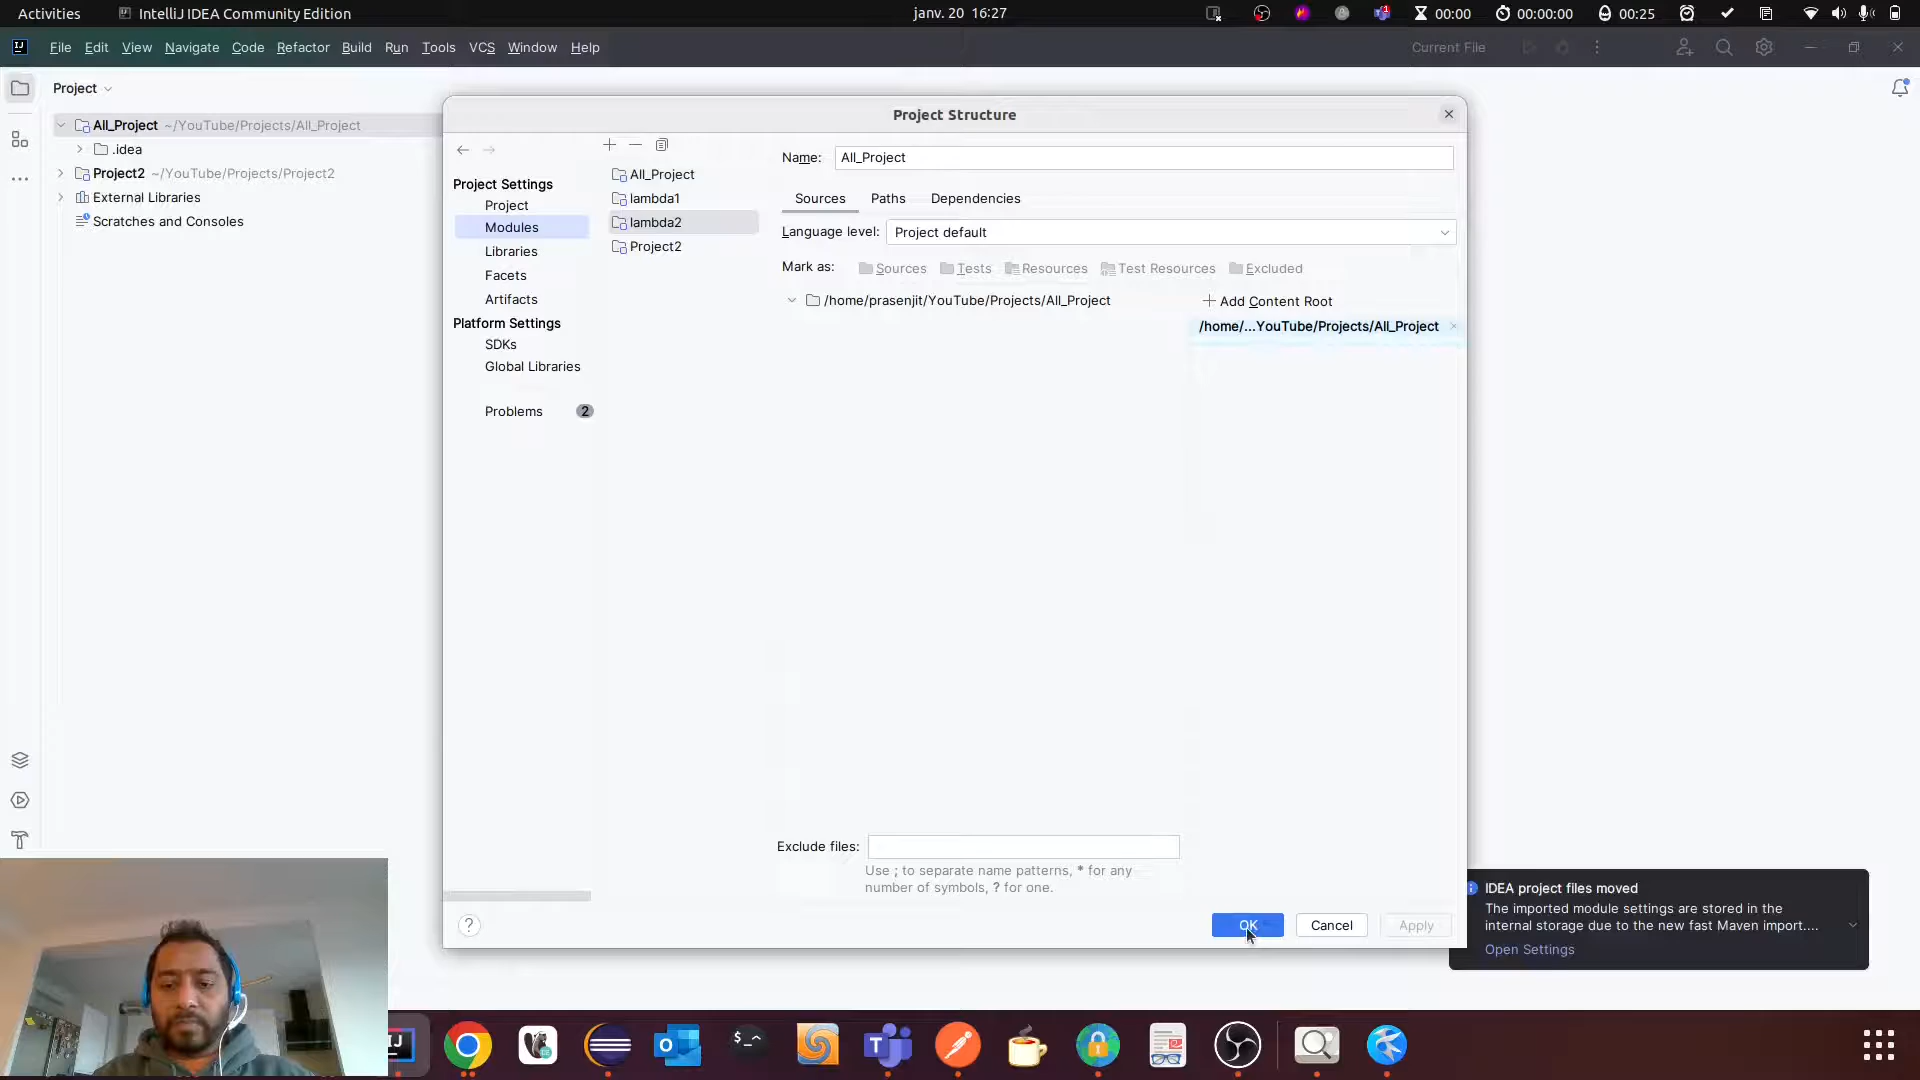 Activities
IntelliJ IDEA Community Edition
janv. 20 16:27
00:00
00:00:00
00:25
File Edit View Navigate Code Refactor Build Run Tools VCS Window Help
Current File
Project
All_Project ~/YouTube/Projects/All_Project
.idea
Project2 ~/YouTube/Projects/Project2
External Libraries
Scratches and Consoles
Project Structure
Project Settings
Project
Modules
Libraries
Facets
Artifacts
Platform Settings
SDKs
Global Libraries
Problems 2
All_Project
lambda1
lambda2
Project2
Name: All_Project
Sources Paths Dependencies
Language level: Project default
Mark as: Sources Tests Resources Test Resources Excluded
/home/prasenjit/YouTube/Projects/All_Project
Add Content Root
/home/...YouTube/Projects/All_Project
Exclude files:
Use ; to separate name patterns, * for any
number of symbols, ? for one.
?
OK Cancel Apply
IDEA project files moved
The imported module settings are stored in the
internal storage due to the new fast Maven import....
Open Settings